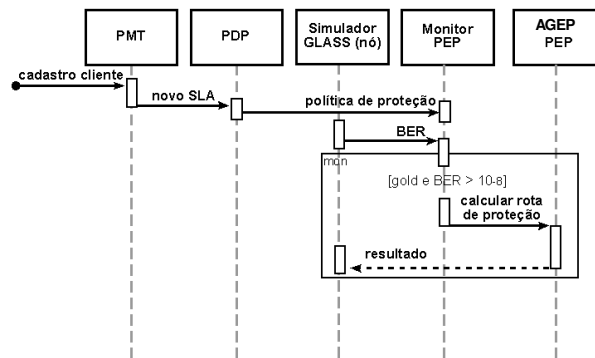 PMT
PDP
Simulador
GLASS (nó)
Monitor
PEP
AGEP
PEP
cadastro cliente
novo SLA
política de proteção
BER
mon
[gold e BER > 10-8]
calcular rota
de proteção
resultado